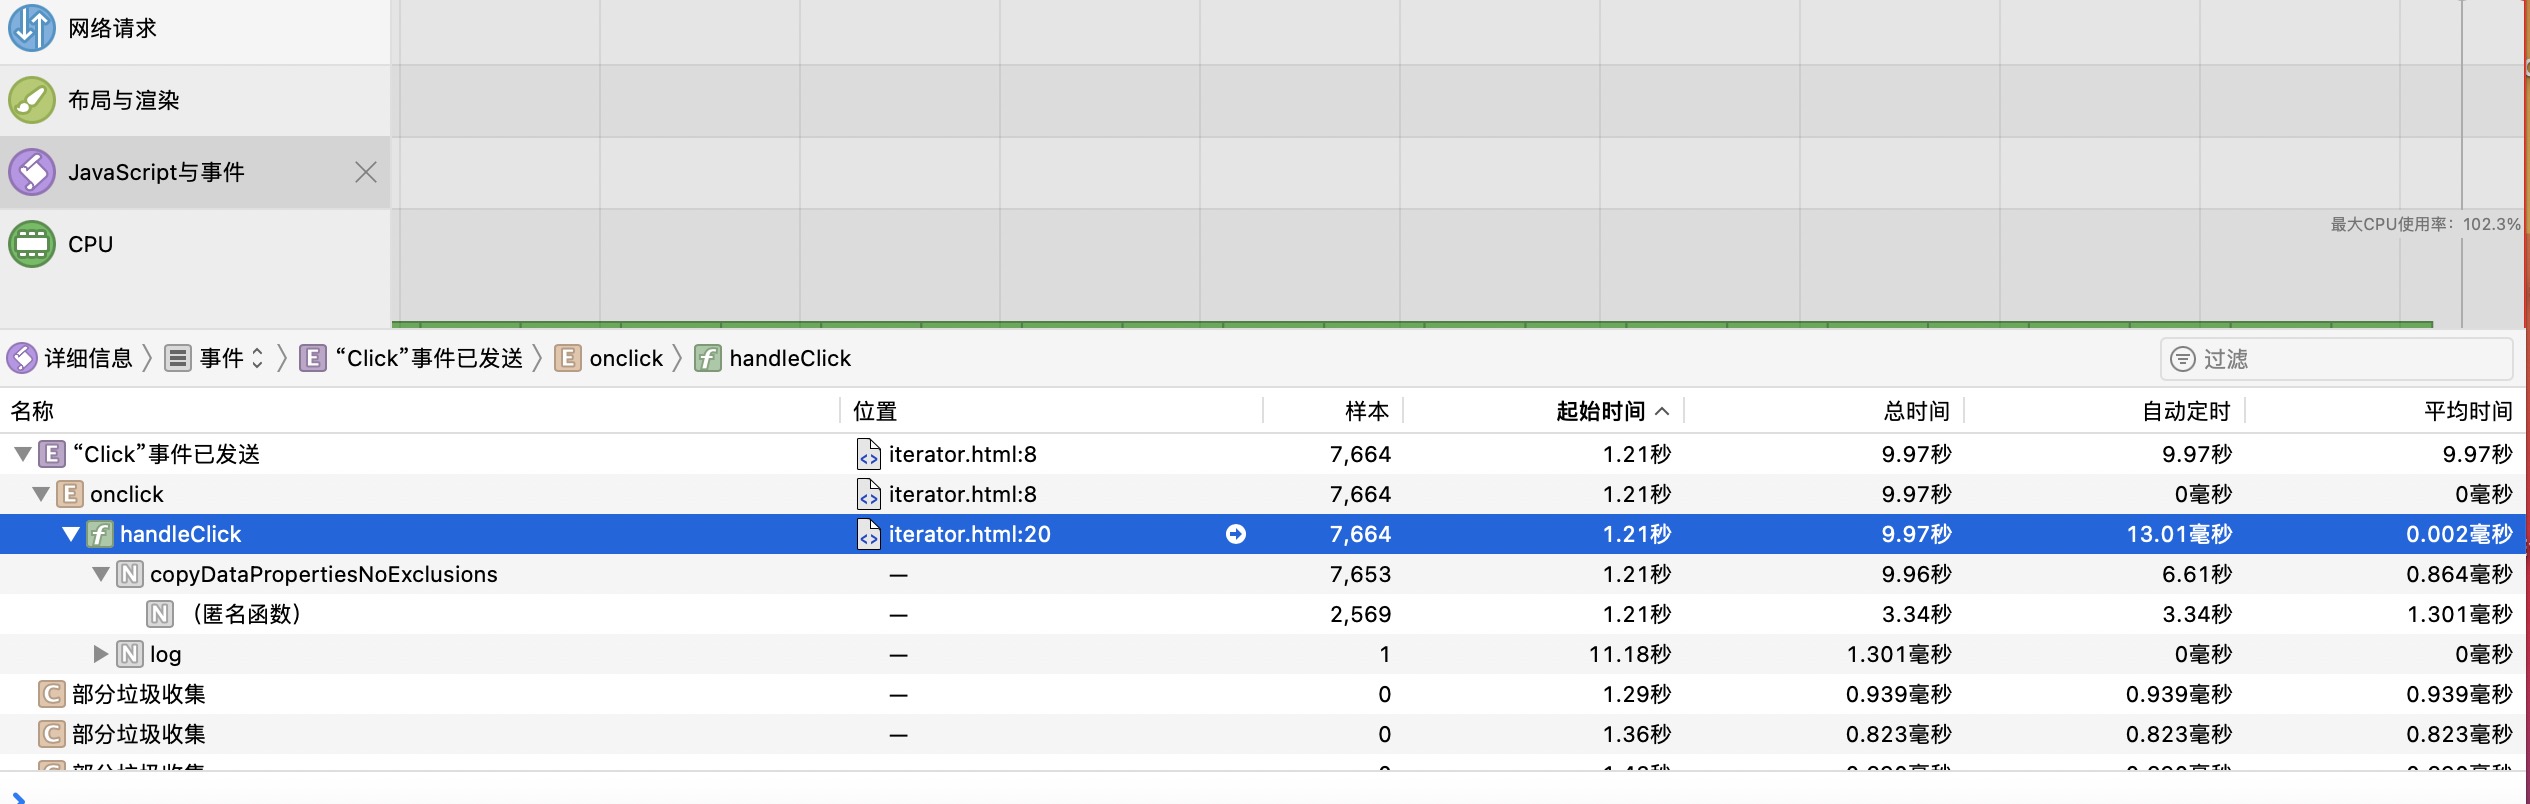 网络请求
布局与渲染
JavaScript与事件
CPU
最大CPU使用率：102.3%
详细信息 事件 E “Click”事件已发送 E onclick f handleClick 过滤
名称 位置 样本 起始时间 总时间 自动定时 平均时间
E “Click”事件已发送 iterator.html:8 7,664 1.21秒 9.97秒 9.97秒 9.97秒
E onclick iterator.html:8 7,664 1.21秒 9.97秒 0毫秒 0毫秒
f handleClick iterator.html:20 7,664 1.21秒 9.97秒 13.01毫秒 0.002毫秒
N copyDataPropertiesNoExclusions — 7,653 1.21秒 9.96秒 6.61秒 0.864毫秒
N （匿名函数） — 2,569 1.21秒 3.34秒 3.34秒 1.301毫秒
N log — 1 11.18秒 1.301毫秒 0毫秒 0毫秒
C 部分垃圾收集 — 0 1.29秒 0.939毫秒 0.939毫秒 0.939毫秒
C 部分垃圾收集 — 0 1.36秒 0.823毫秒 0.823毫秒 0.823毫秒
部分垃圾收集